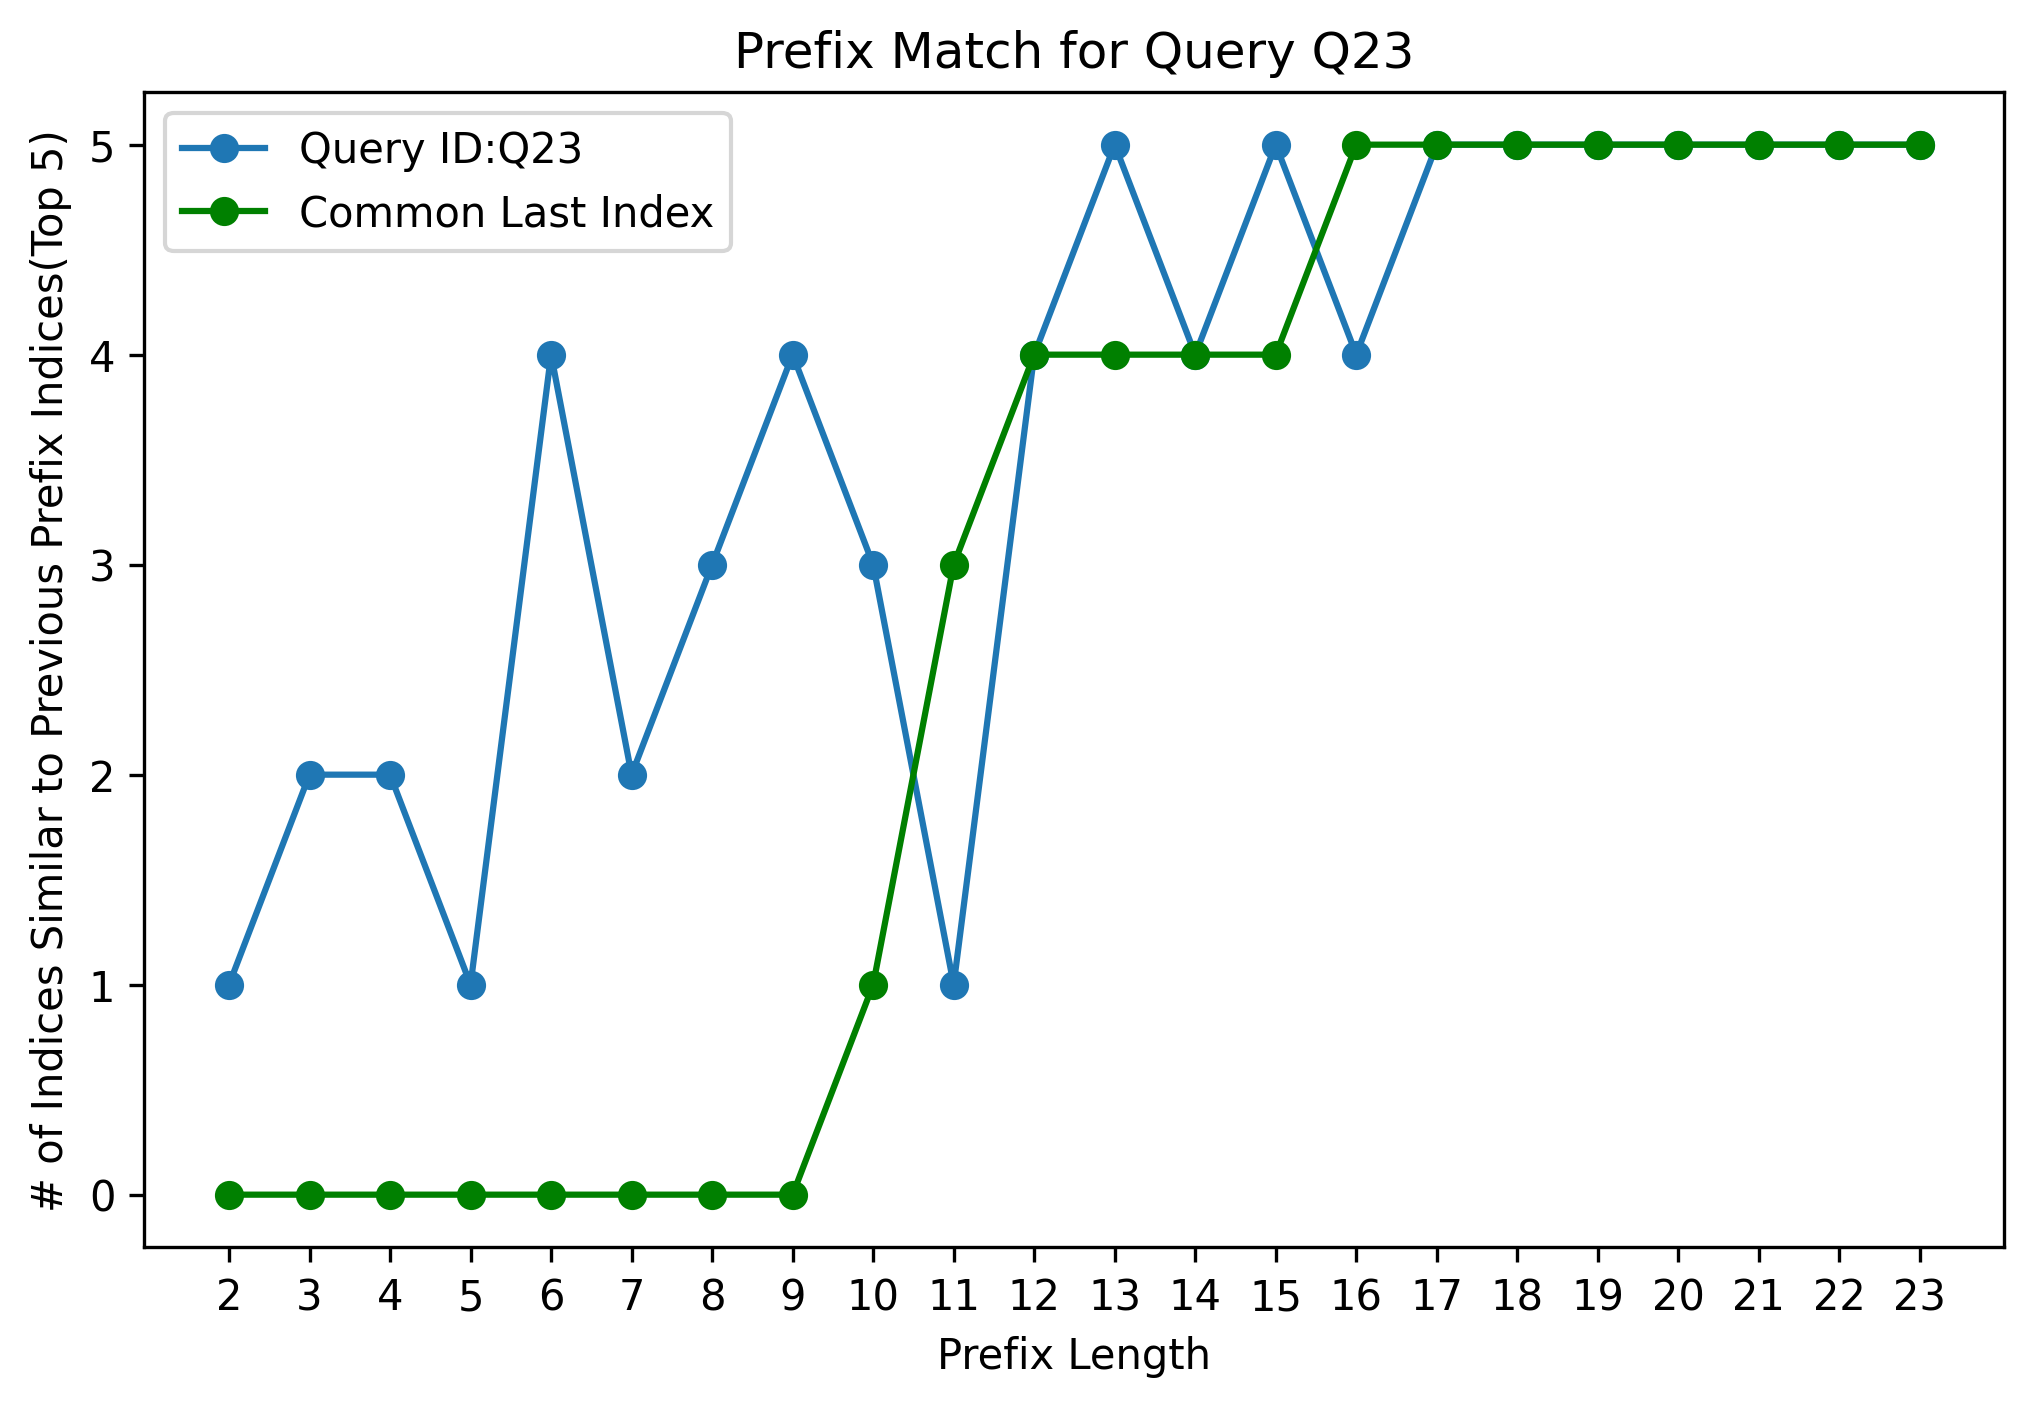 Prefix Match for Query Q23
Query ID:Q23
Common Last Index
# of Indices Similar to Previous Prefix Indices(Top 5)
5
4
3
2
1
0
2 3 4 5 6 7 8 9 10 11 12 13 14 15 16 17 18 19 20 21 22 23
Prefix Length